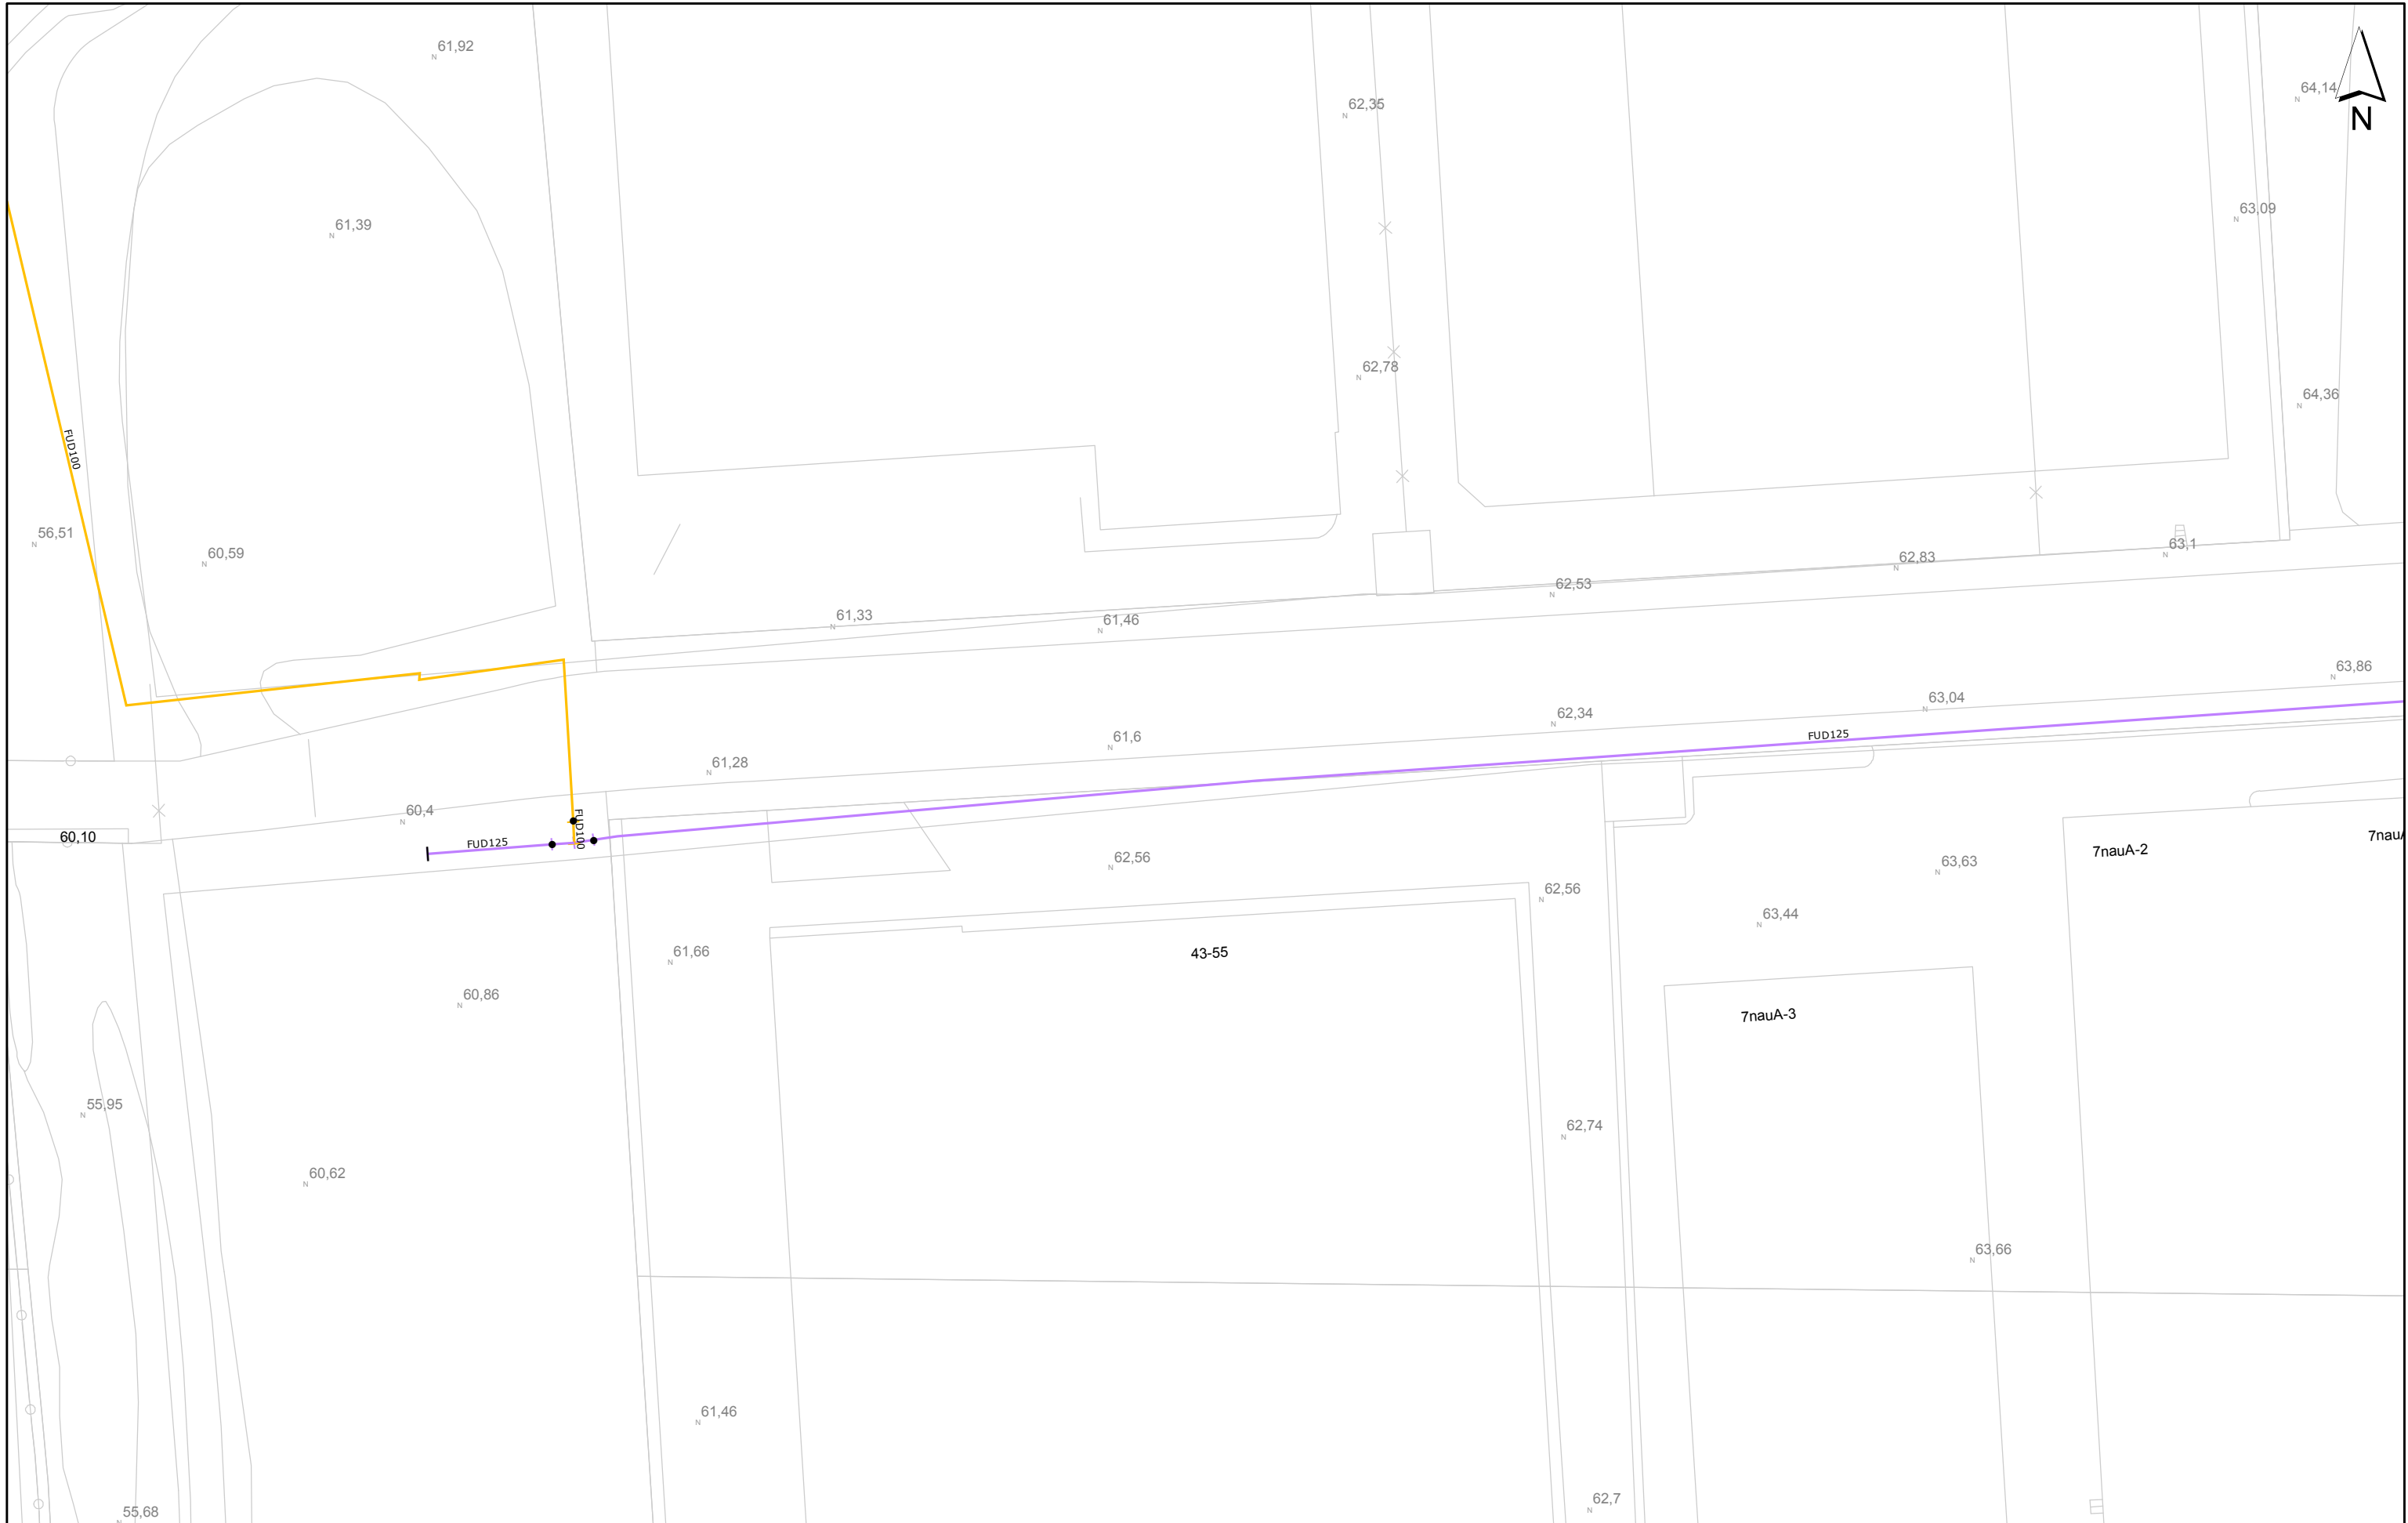 61,92
N
62,35
N
64,14
N
N
61,39
N
63,09
N
62,78
N
64,36
N
FUD100
56,51
N
60,59
N
62,53
N
62,83
N
63,1
N
61,33
N
61,46
N
63,86
N
63,04
N
62,34
N
61,6
N
FUD125
61,28
N
60,4
N
FUD100
60,10
FUD125
62,56
N
63,63
N
7nauA-2
7nauA
62,56
N
63,44
N
61,66
N
43-55
60,86
N
7nauA-3
55,95
N
62,74
N
60,62
N
63,66
N
61,46
N
62,7
N
55,68
N